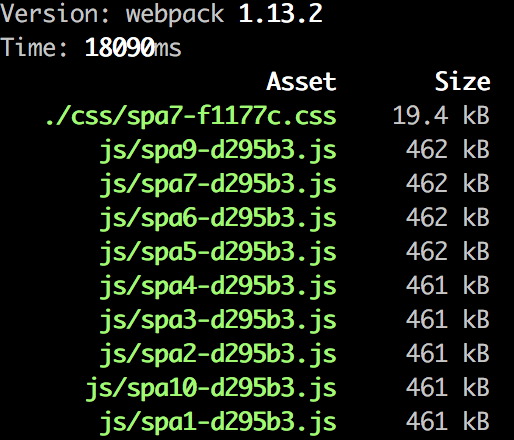 Version: webpack 1.13.2
Time: 18090ms
Asset Size
./css/spa7-f1177c.css 19.4 kB
js/spa9-d295b3.js 462 kB
js/spa7-d295b3.js 462 kB
js/spa6-d295b3.js 462 kB
js/spa5-d295b3.js 462 kB
js/spa4-d295b3.js 461 kB
js/spa3-d295b3.js 461 kB
js/spa2-d295b3.js 461 kB
js/spa10-d295b3.js 461 kB
js/spa1-d295b3.js 461 kB